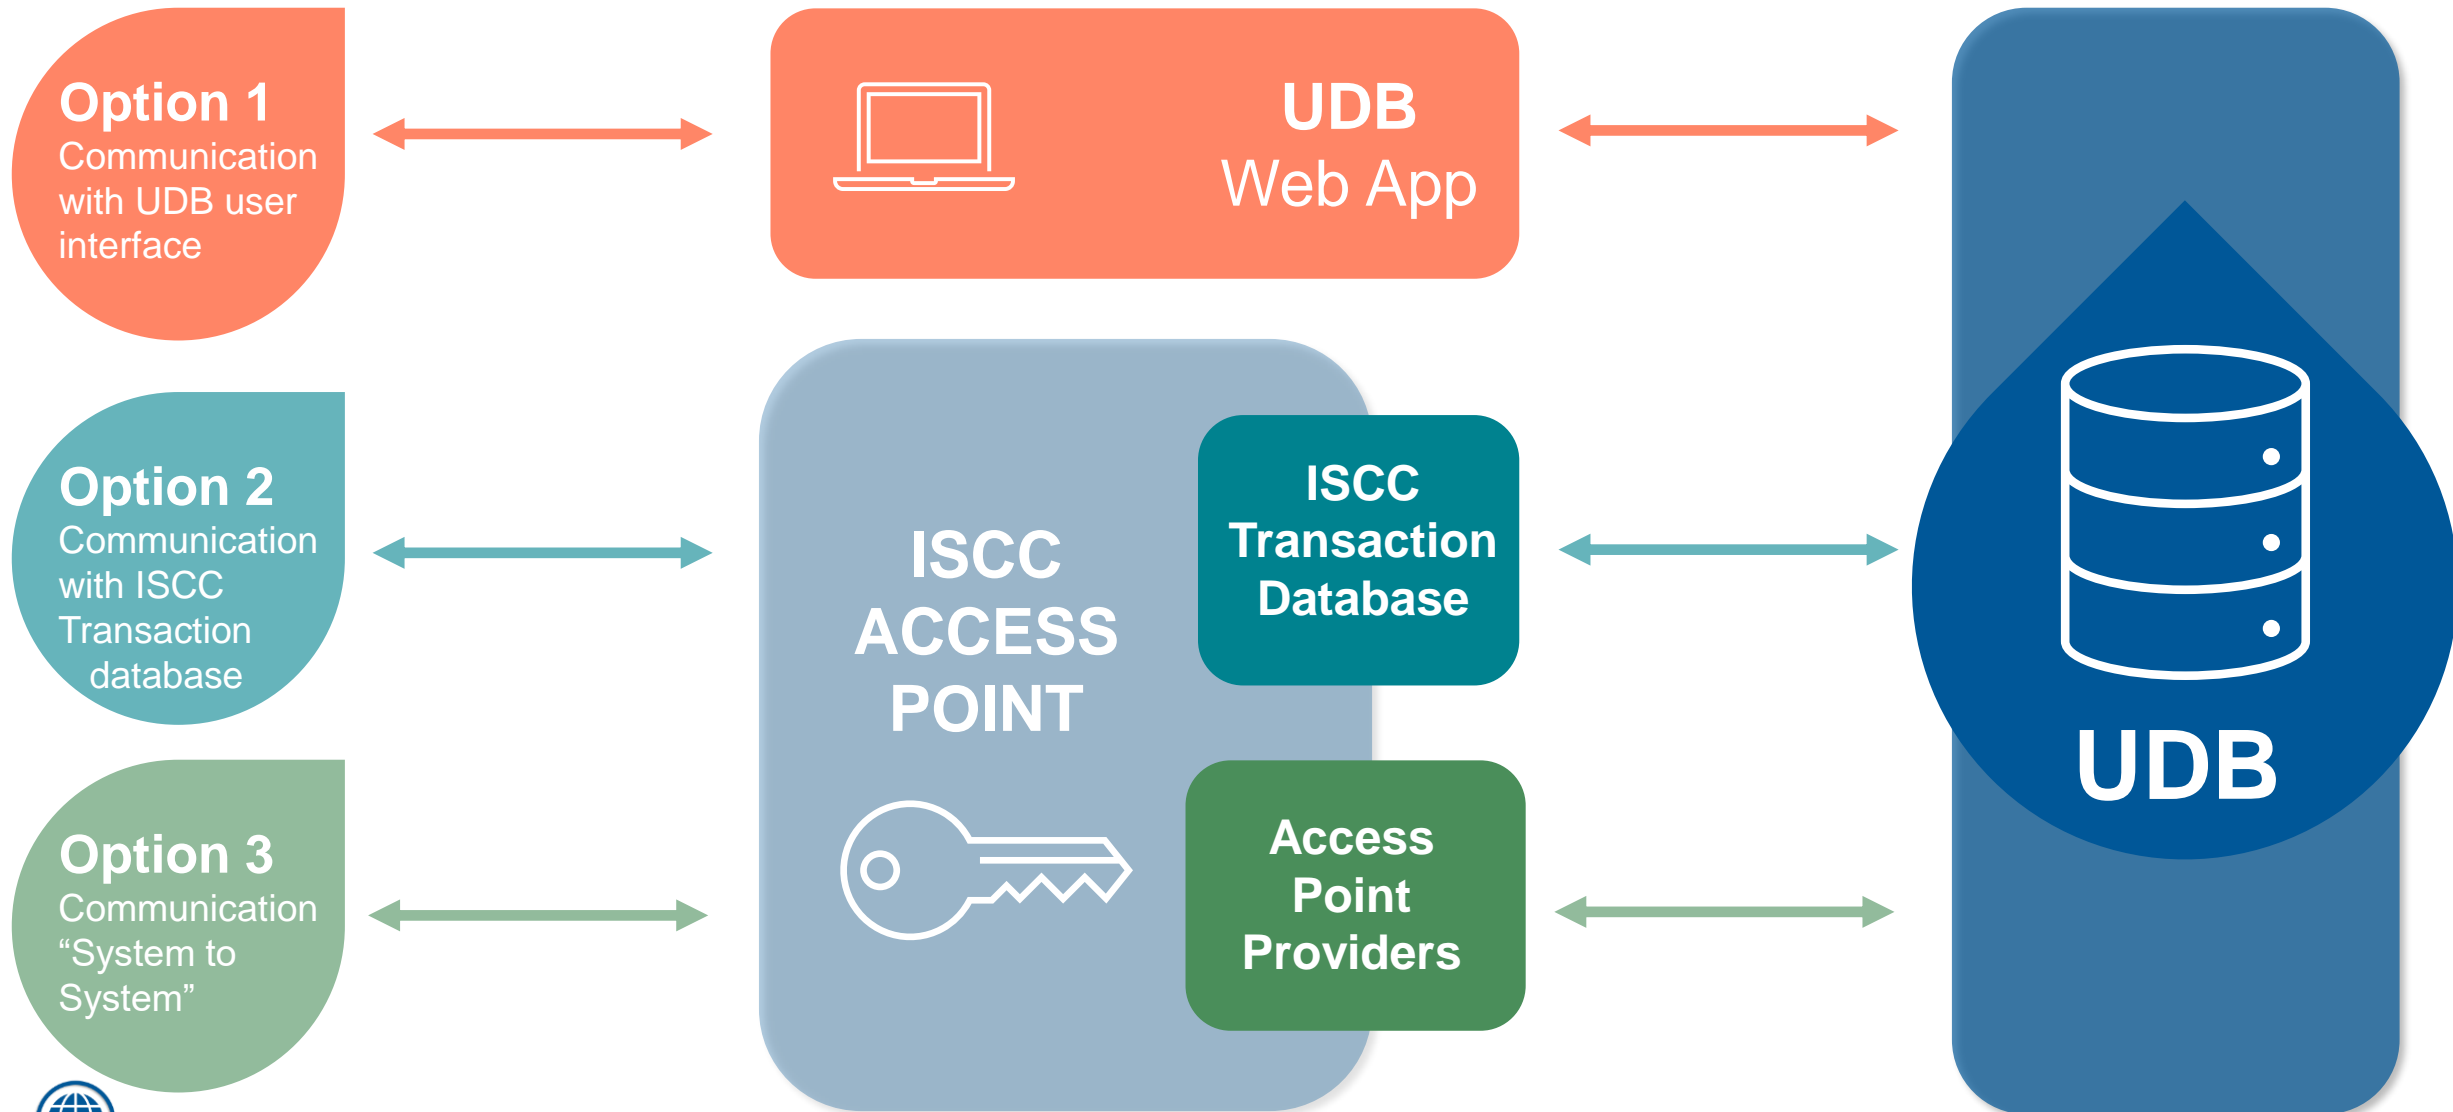 Option 1
Communication
with UDB user
interface
UDB
Web App
Option 2
Communication
with ISCC
Transaction
database
ISCC
ACCESS
POINT
ISCC
Transaction
Database
Option 3
Communication
“System to
System”
Access
Point
Providers
UDB